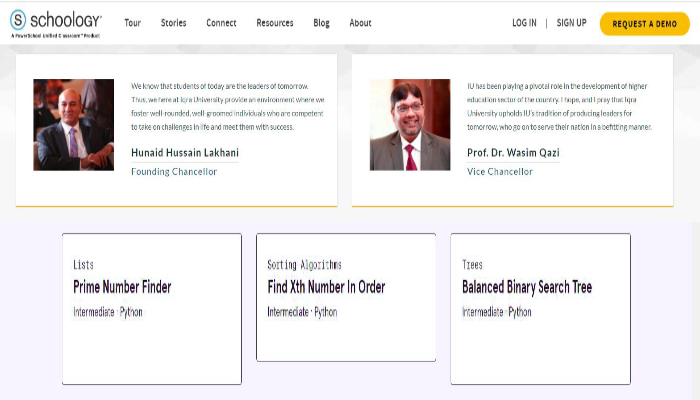 S schoology
A PowerSchool Unified Classroom™ Product
Tour Stories Connect Resources Blog About
LOG IN | SIGN UP REQUEST A DEMO
We know that students of today are the leaders of tomorrow.
Thus, we here at Iqra University provide an environment where we
foster well-rounded, well-groomed individuals who are competent
to take on challenges in life and meet them with success.
Hunaid Hussain Lakhani
Founding Chancellor
IU has been playing a pivotal role in the development of higher
education sector of the country. I hope, and I pray that Iqra
University upholds IU's tradition of producing leaders for
tomorrow, who go on to serve their nation in a befitting manner.
Prof. Dr. Wasim Qazi
Vice Chancellor
Lists
Prime Number Finder
Intermediate · Python
Sorting Algorithms
Find Xth Number In Order
Intermediate · Python
Trees
Balanced Binary Search Tree
Intermediate · Python